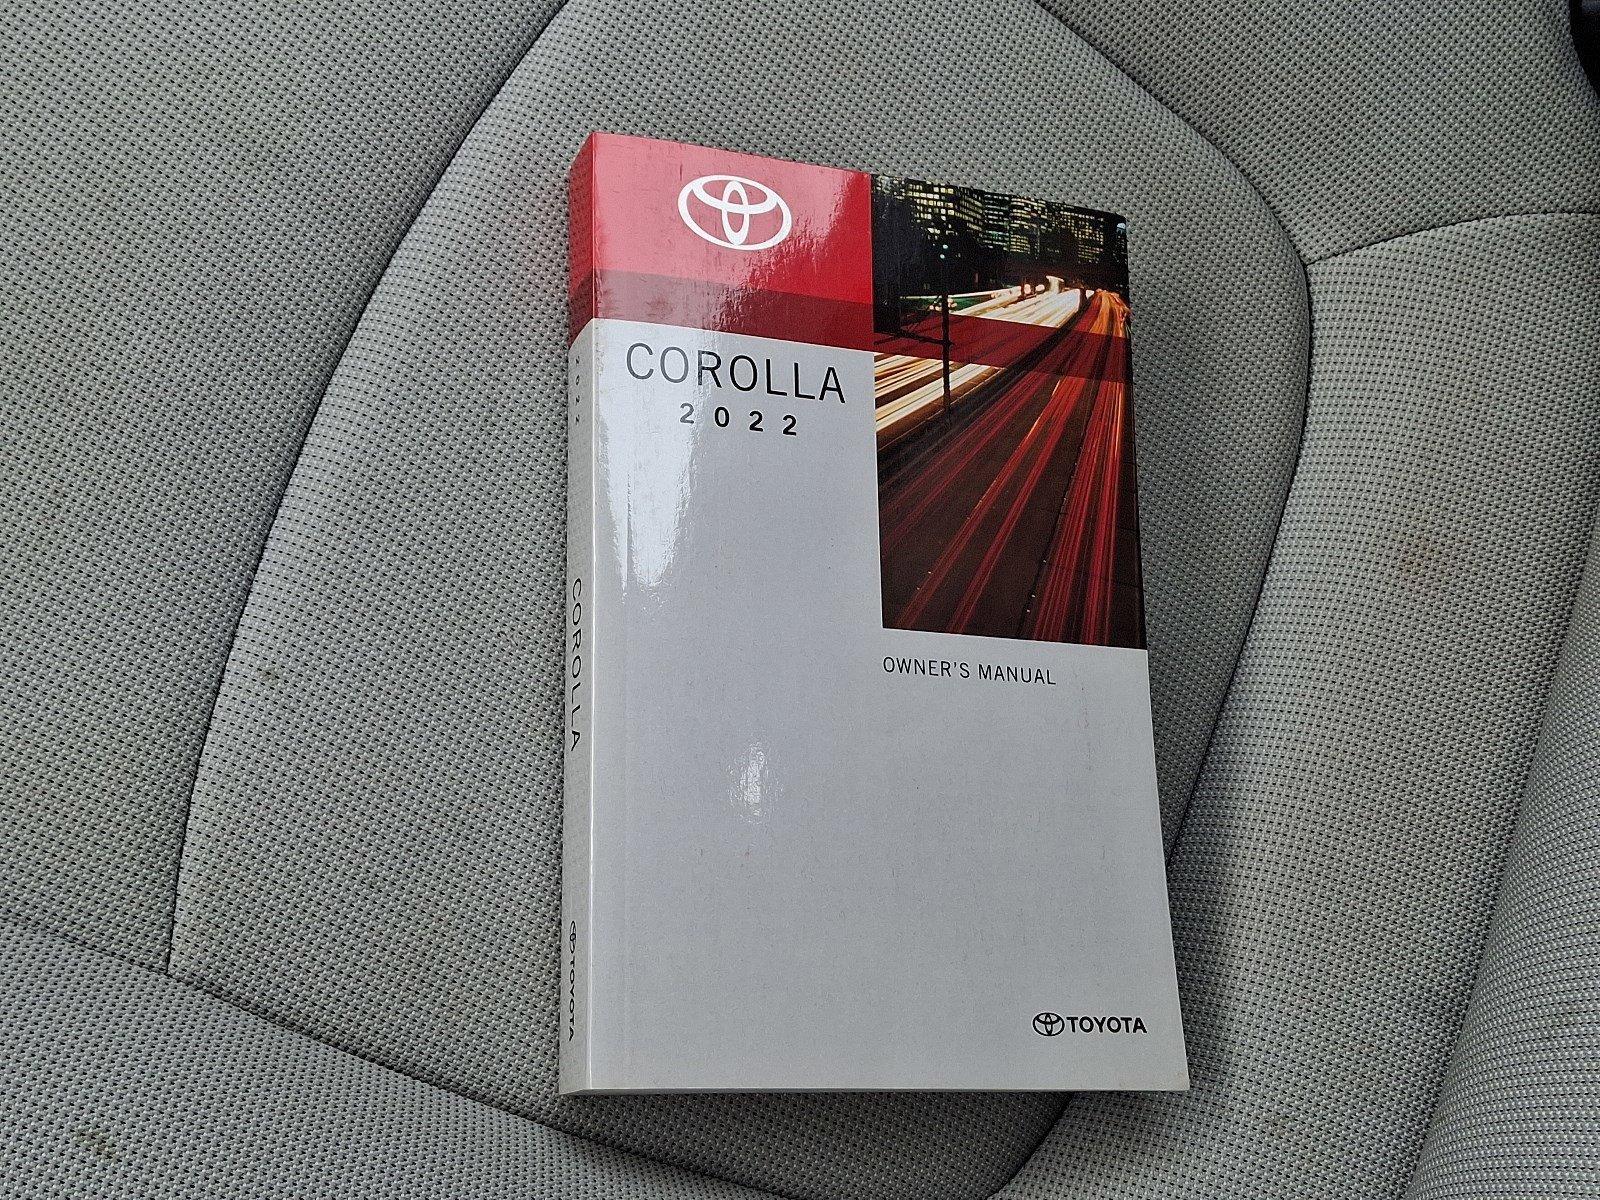 COROLLA
2022
OWNER'S MANUAL
TOYOTA
2022
COROLLA
TOYOTA